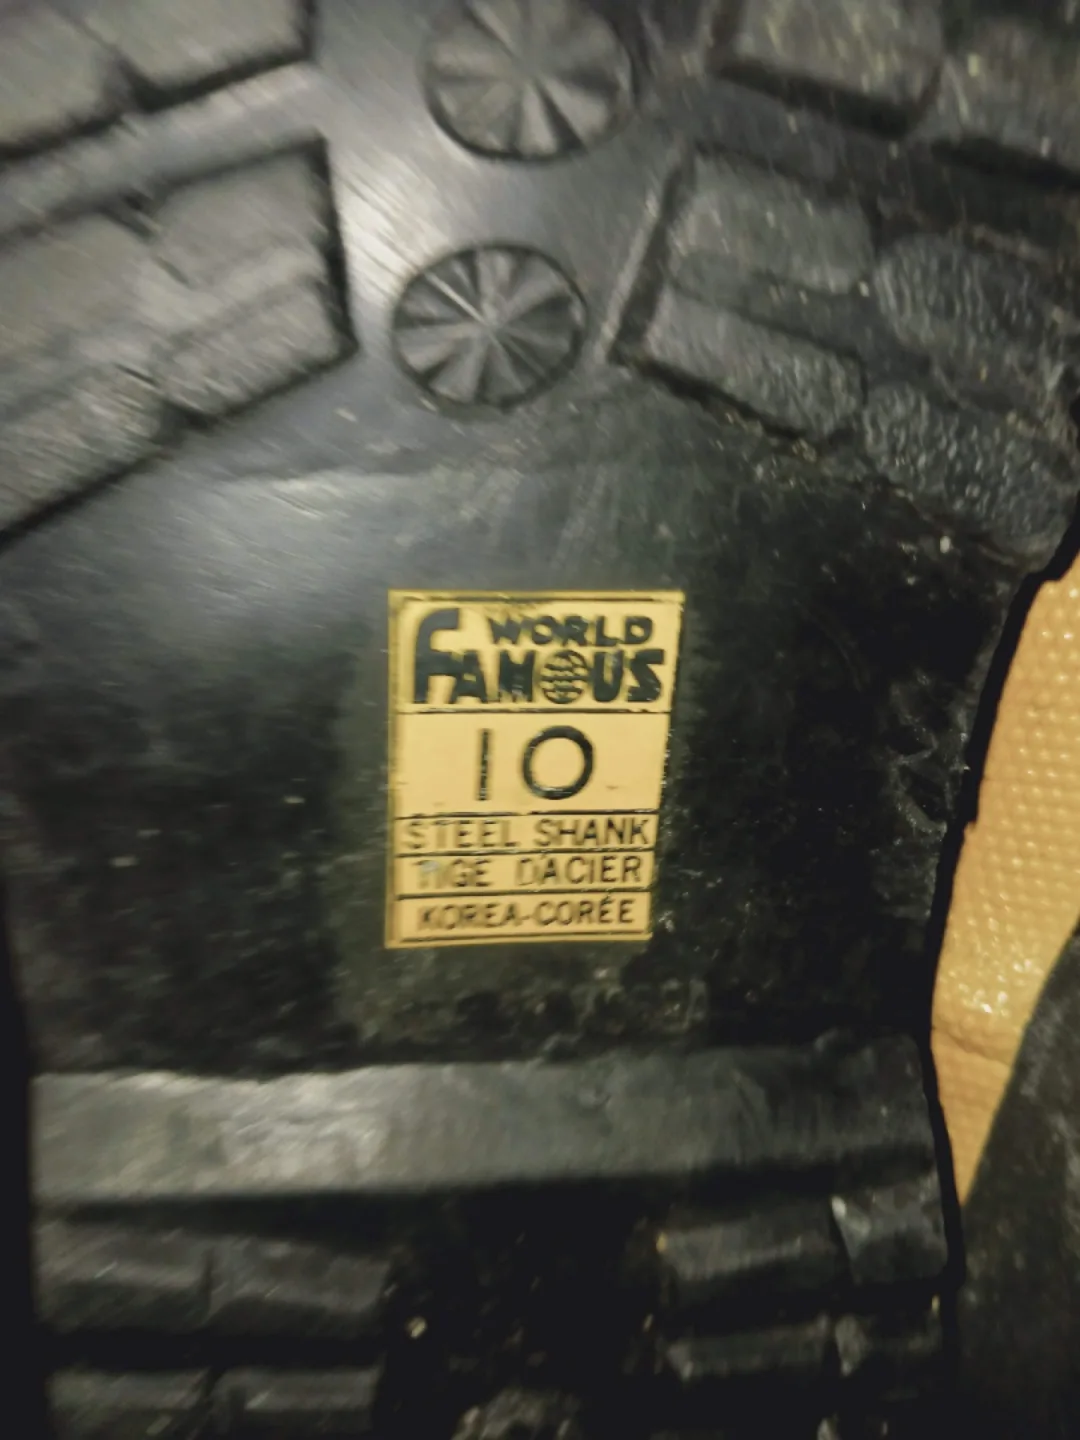 WORLD
FAMOUS
10
STEEL SHANK
TIGE D'ACIER
KOREA-CORÉE